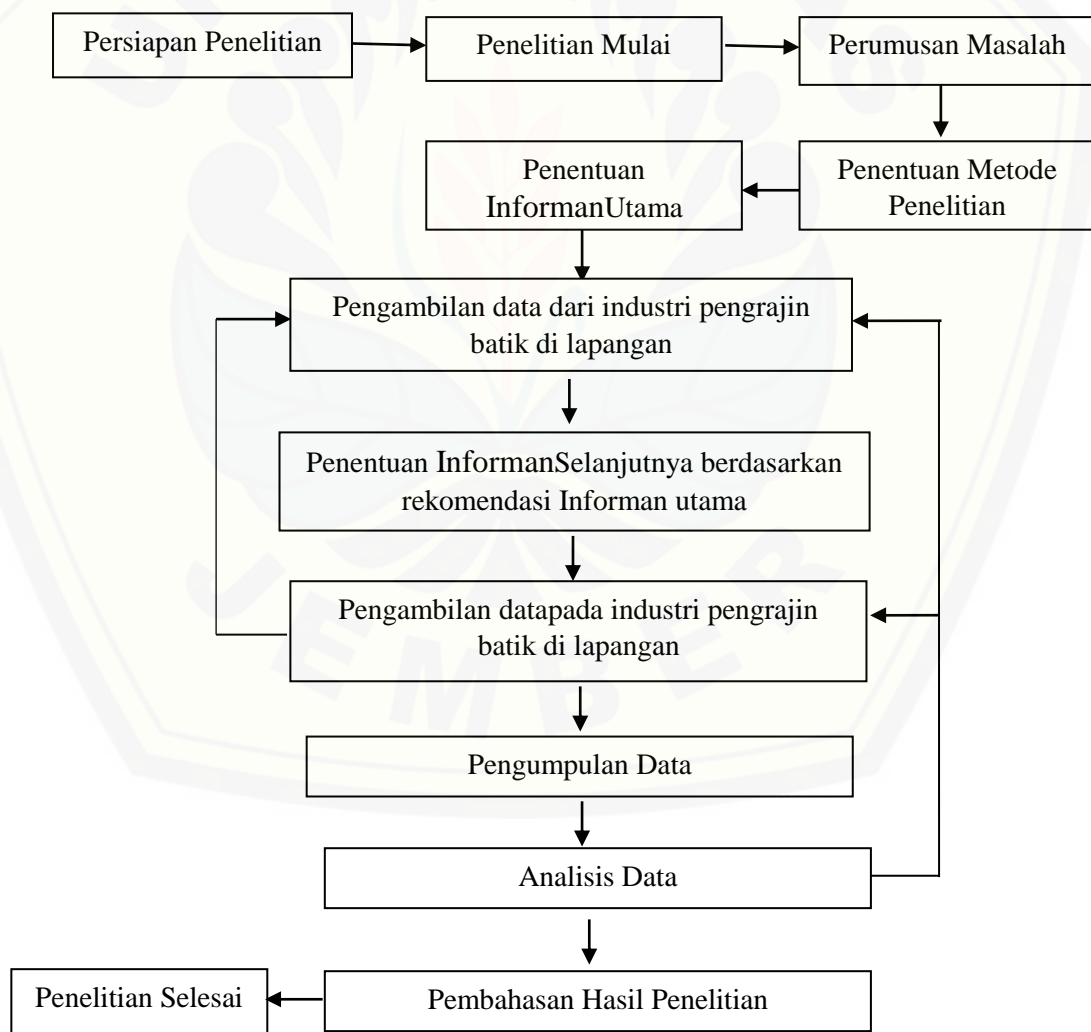 Persiapan Penelitian
Penelitian Mulai
Perumusan Masalah
Penentuan Metode
Penelitian
Penentuan
InformanUtama
Pengambilan data dari industri pengrajin
batik di lapangan
Penentuan InformanSelanjutnya berdasarkan
rekomendasi Informan utama
Pengambilan datapada industri pengrajin
batik di lapangan
JEMBER
Pengumpulan Data
Analisis Data
Pembahasan Hasil Penelitian
Penelitian Selesai